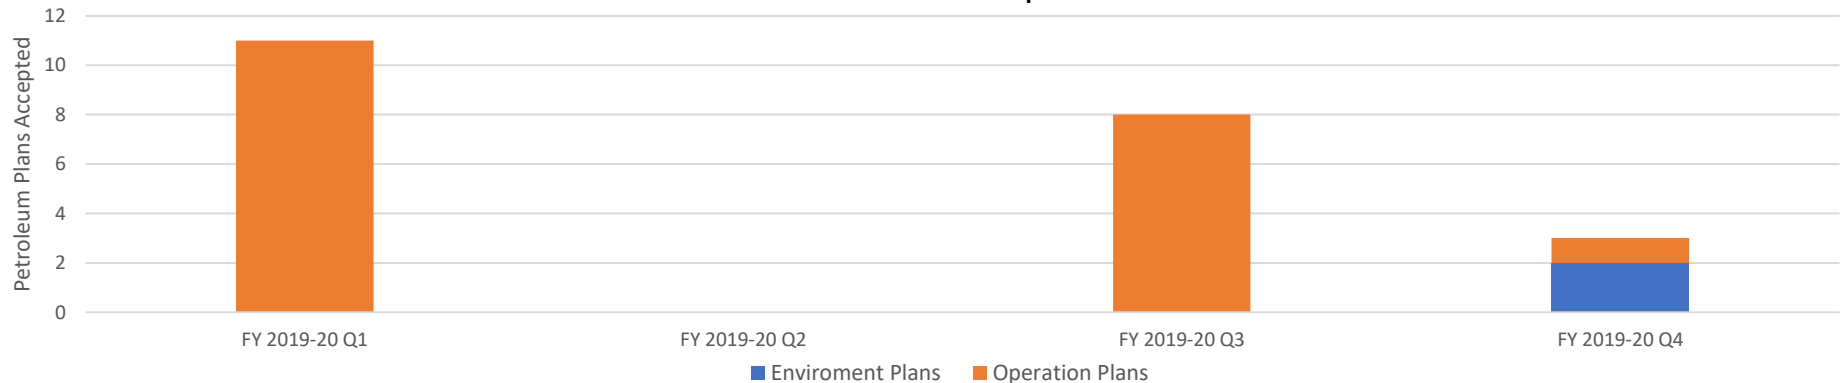 Petroleum Plans Accepted
12
10
8
6
4
2
0
FY 2019-20 Q1
FY 2019-20 Q2
FY 2019-20 Q3
FY 2019-20 Q4
Enviroment Plans
Operation Plans